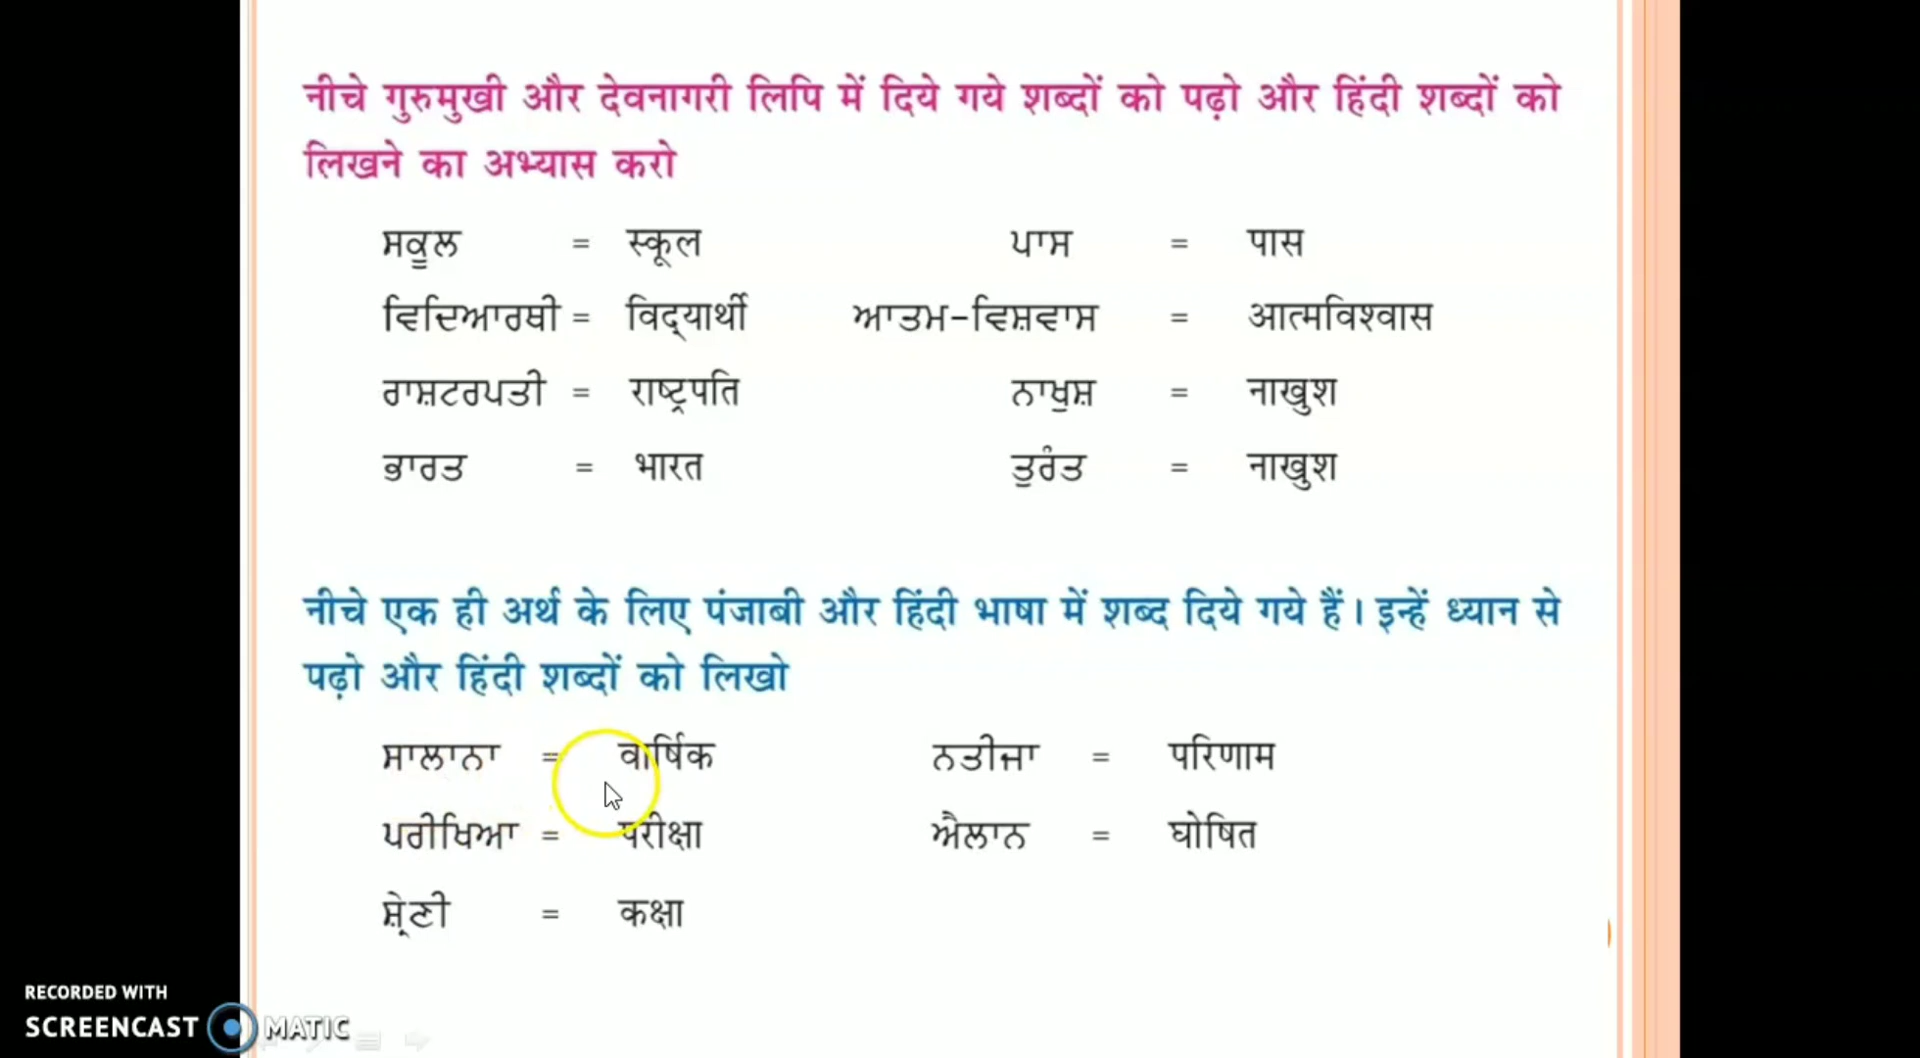 नीचे गुरुमुखी और देवनागरी लिपि में दिये गये शब्दों को पढ़ो और हिंदी शब्दों को
लिखने का अभ्यास करो
ਸਕੂਲ = स्कूल ਪਾਸ = पास
ਵਿਦਿਆਰਥੀ = विद्यार्थी ਆਤਮ-ਵਿਸ਼ਵਾਸ = आत्मविश्वास
ਰਾਸ਼ਟਰਪਤੀ = राष्ट्रपति ਨਾਖੁਸ਼ = नाखुश
ਭਾਰਤ = भारत ਤੁਰੰਤ = नाखुश
नीचे एक ही अर्थ के लिए पंजाबी और हिंदी भाषा में शब्द दिये गये हैं। इन्हें ध्यान से
पढ़ो और हिंदी शब्दों को लिखो
ਸਾਲਾਨਾ = वार्षिक ਨਤੀਜਾ = परिणाम
ਪਰੀਖਿਆ = परीक्षा ਐਲਾਨ = घोषित
ਸ਼੍ਰੇਣੀ = कक्षा
RECORDED WITH
SCREENCAST MATIC